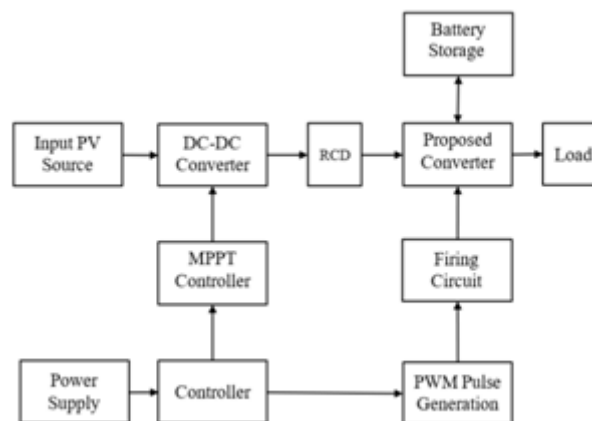 Battery
Storage
Input PV
Source
DC-DC
Converter
RCD
Proposed
Converter
Load
MPPT
Controller
Firing
Circuit
Power
Supply
Controller
PWM Pulse
Generation